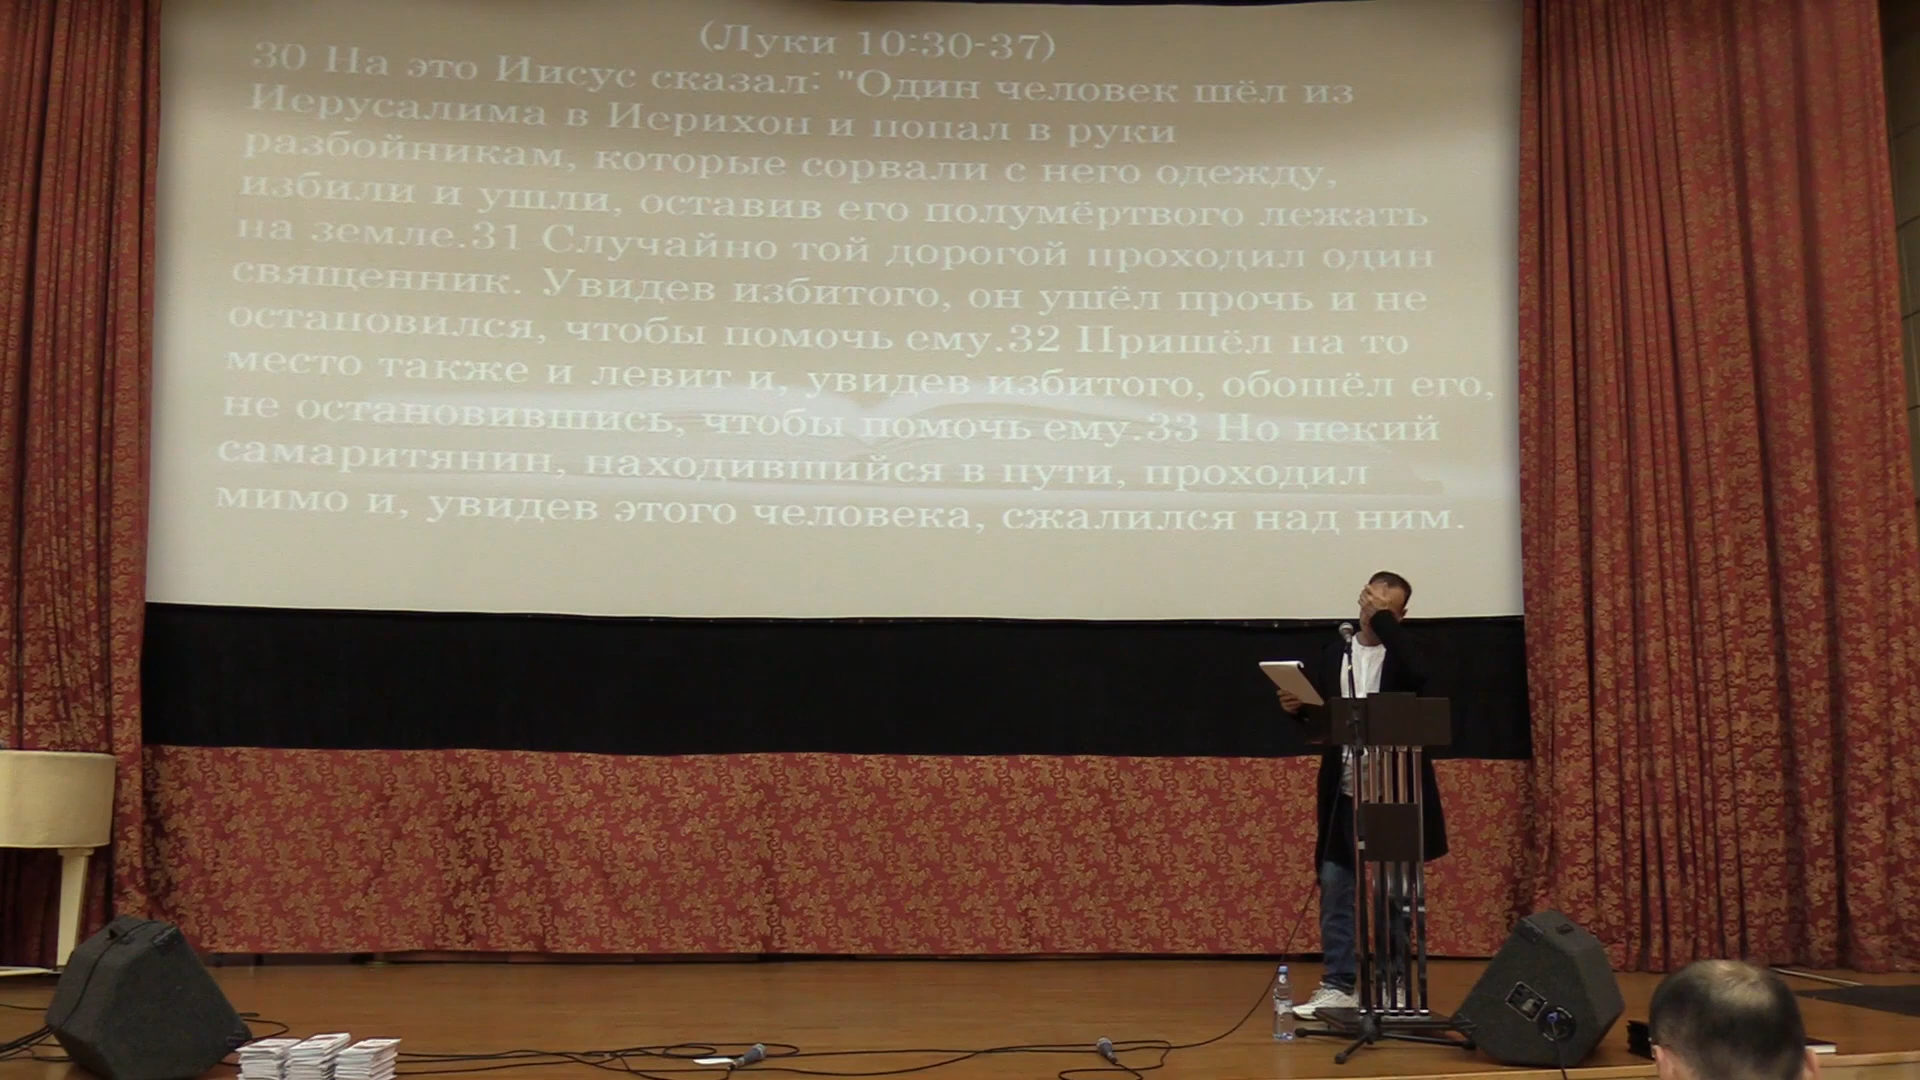 (Луки 10:30-37)
30 На это Иисус сказал: "Один человек шёл из
Иерусалима в Иерихон и попал в руки
разбойникам, которые сорвали с него одежду,
избили и ушли, оставив его полумёртвого лежать
на земле.31 Случайно той дорогой проходил один
священник. Увидев избитого, он ушёл прочь и не
остановился, чтобы помочь ему.32 Пришёл на то
место также и левит и, увидев избитого, обошёл его,
не остановившись, чтобы помочь ему.33 Но некий
самаритянин, находившийся в пути, проходил
мимо и, увидев этого человека, сжалился над ним.